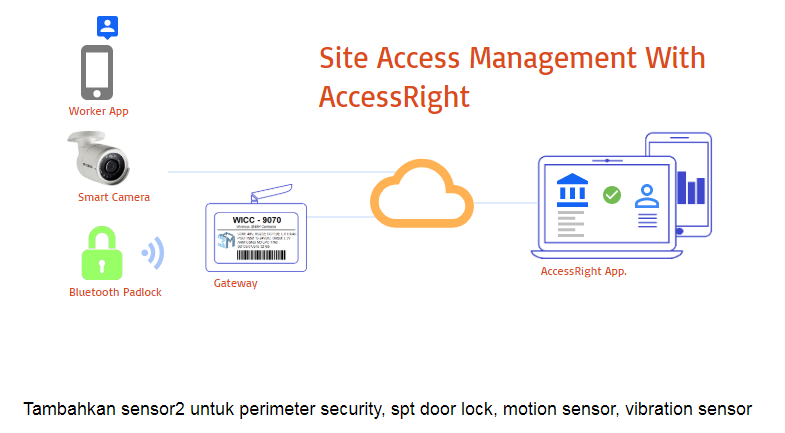 Site Access Management With
AccessRight
Worker App
Smart Camera
WICC - 9070
Gateway
Bluetooth Padlock
AccessRight App.
Tambahkan sensor2 untuk perimeter security, spt door lock, motion sensor, vibration sensor